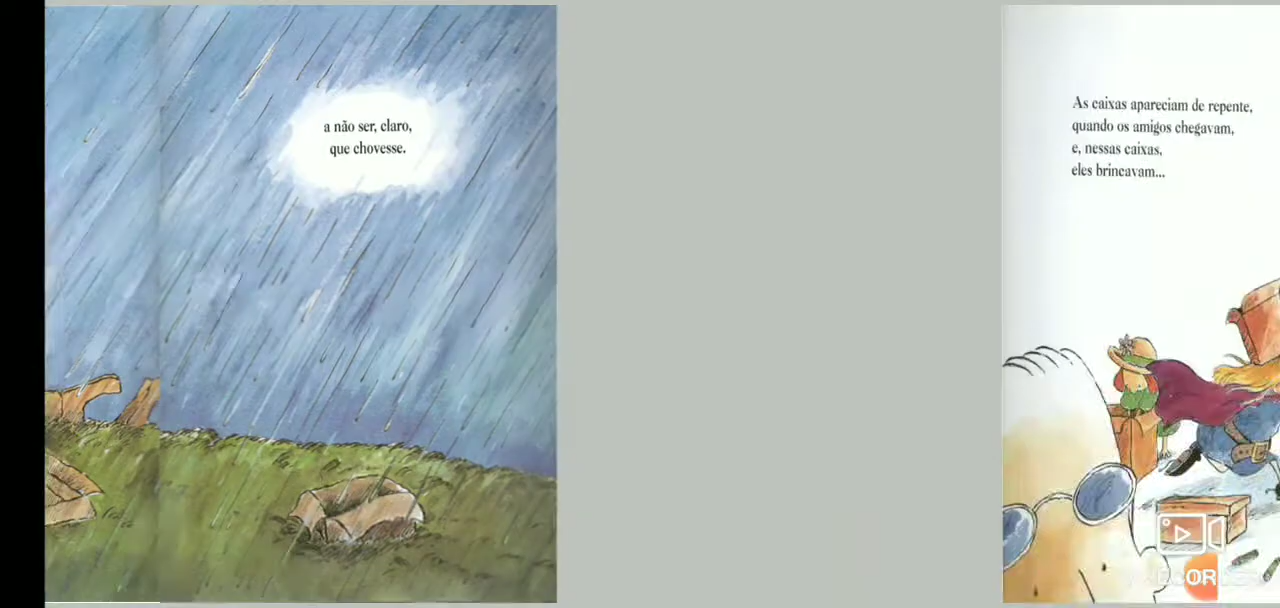 a não ser, claro,
que chovesse.
As caixas apareciam de repente,
quando os amigos chegavam,
e, nessas caixas,
eles brincavam...